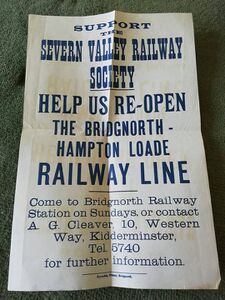 SUPPORT
THE
SEVERN VALLEY RAILWAY
SOCIETY
HELP US RE-OPEN
THE BRIDGNORTH -
HAMPTON LOADE
RAILWAY LINE
Come to Bridgnorth Railway
Station on Sundays, or contact
A. G. Cleaver, 10, Western
Way, Kidderminster,
Tel. 5740
for further information.